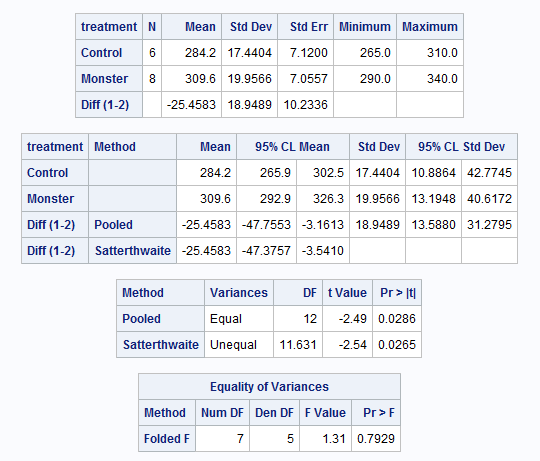 treatment N Mean Std Dev Std Err Minimum Maximum
Control 6 284.2 17.4404 7.1200 265.0 310.0
Monster 8 309.6 19.9566 7.0557 290.0 340.0
Diff (1-2) -25.4583 18.9489 10.2336
treatment Method Mean 95% CL Mean Std Dev 95% CL Std Dev
Control 284.2 265.9 302.5 17.4404 10.8864 42.7745
Monster 309.6 292.9 326.3 19.9566 13.1948 40.6172
Diff (1-2) Pooled -25.4583 -47.7553 -3.1613 18.9489 13.5880 31.2795
Diff (1-2) Satterthwaite -25.4583 -47.3757 -3.5410
Method Variances DF t Value Pr > |t|
Pooled Equal 12 -2.49 0.0286
Satterthwaite Unequal 11.631 -2.54 0.0265
Equality of Variances
Method Num DF Den DF F Value Pr > F
Folded F 7 5 1.31 0.7929